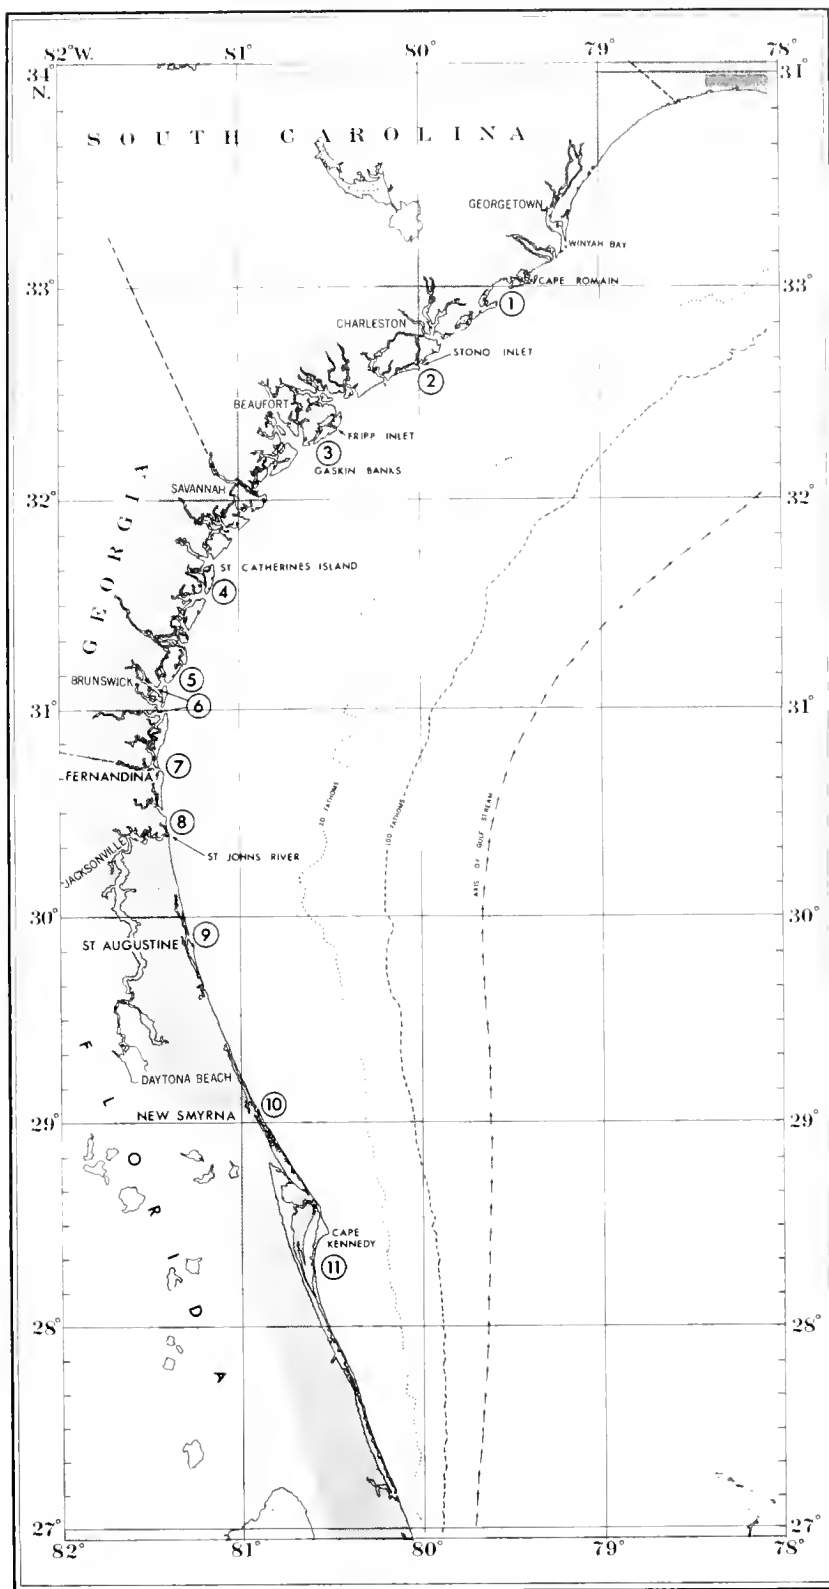 82°W. 81° 80° 79° 78°
34°
N.
31°
SOUTH CAROLINA
GEORGETOWN
WINYAH BAY
33° CAPE ROMAIN 33°
1
CHARLESTON
STONO INLET
2
BEAUFORT
FRIPP INLET
3
GASKIN BANKS
SAVANNAH
32° 32°
GEORGIA
ST CATHERINES ISLAND
4
BRUNSWICK
5
6
31° 31°
FERNANDINA
7
8
20 FATHOMS
100 FATHOMS
AXIS OF GULF STREAM
JACKSONVILLE
ST JOHNS RIVER
30° 30°
ST AUGUSTINE
9
FLORIDA
DAYTONA BEACH
10
NEW SMYRNA
29° 29°
CAPE
KENNEDY
11
28° 28°
27° 27°
82° 81° 80° 79° 78°